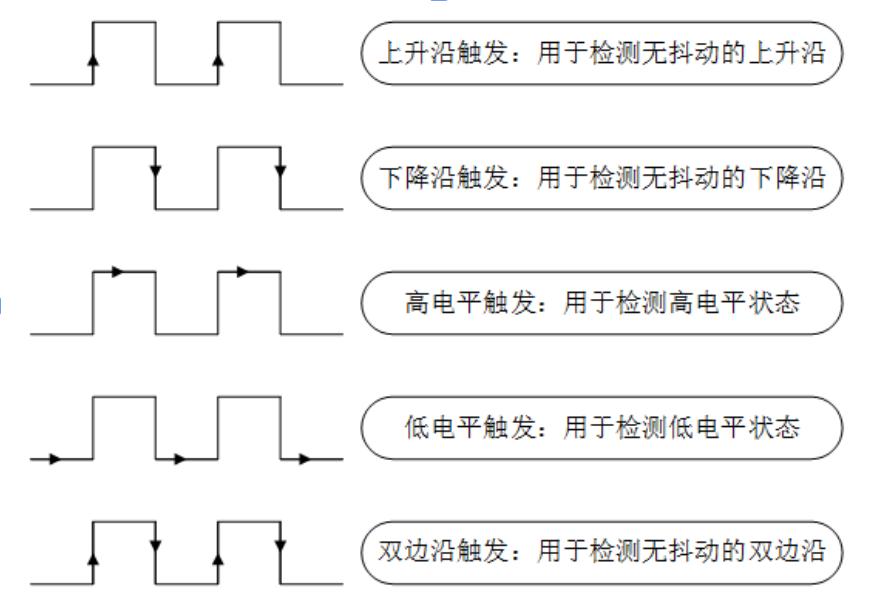 上升沿触发：用于检测无抖动的上升沿
下降沿触发：用于检测无抖动的下降沿
高电平触发：用于检测高电平状态
低电平触发：用于检测低电平状态
双边沿触发：用于检测无抖动的双边沿